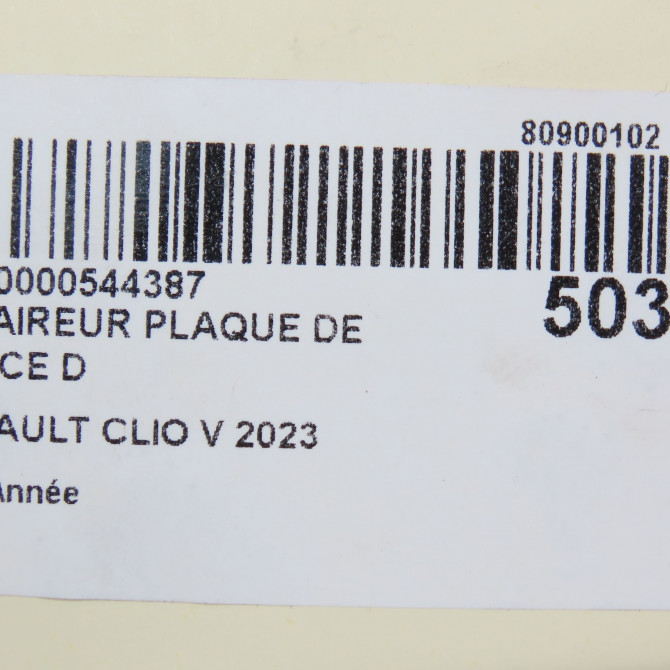 80900102
0000544387
503
AIREUR PLAQUE DE
CE D
AULT CLIO V 2023
Année